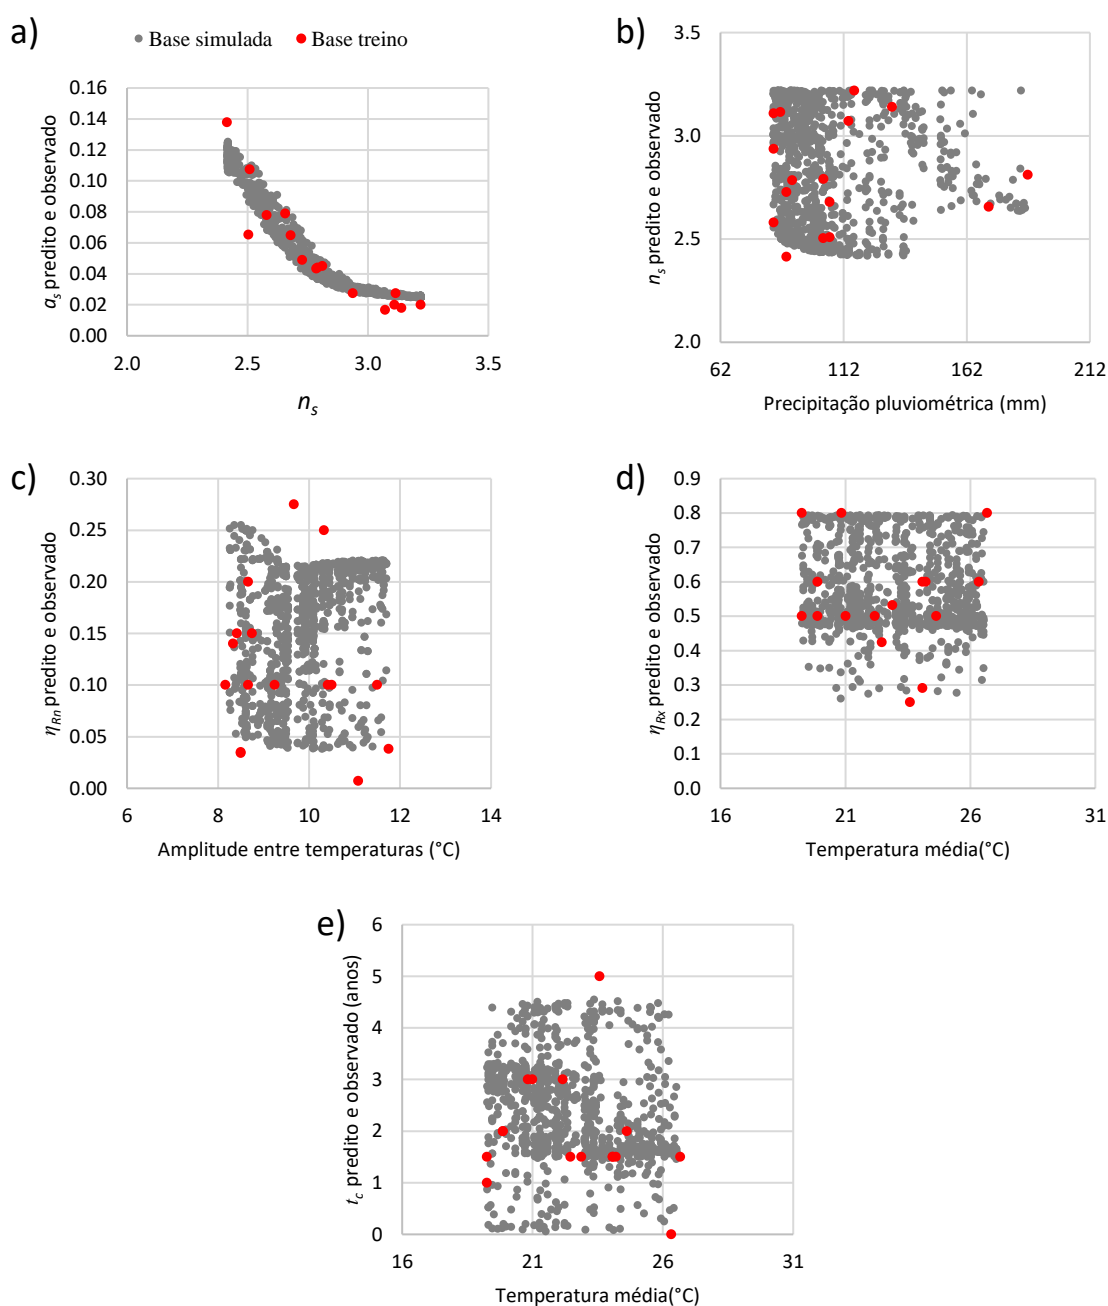 a)
Base simulada
Base treino
0.16
0.14
0.12
0.10
0.08
0.06
0.04
0.02
0.00
αs predito e observado
2.0 2.5 3.0 3.5
ns
b)
3.5
3.0
2.5
2.0
ns predito e observado
62 112 162 212
Precipitação pluviométrica (mm)
c)
0.30
0.25
0.20
0.15
0.10
0.05
0.00
ηRn predito e observado
6 8 10 12 14
Amplitude entre temperaturas (°C)
d)
0.9
0.8
0.7
0.6
0.5
0.4
0.3
0.2
0.1
0.0
ηRx predito e observado
16 21 26 31
Temperatura média(°C)
e)
6
5
4
3
2
1
0
tc predito e observado (anos)
16 21 26 31
Temperatura média(°C)